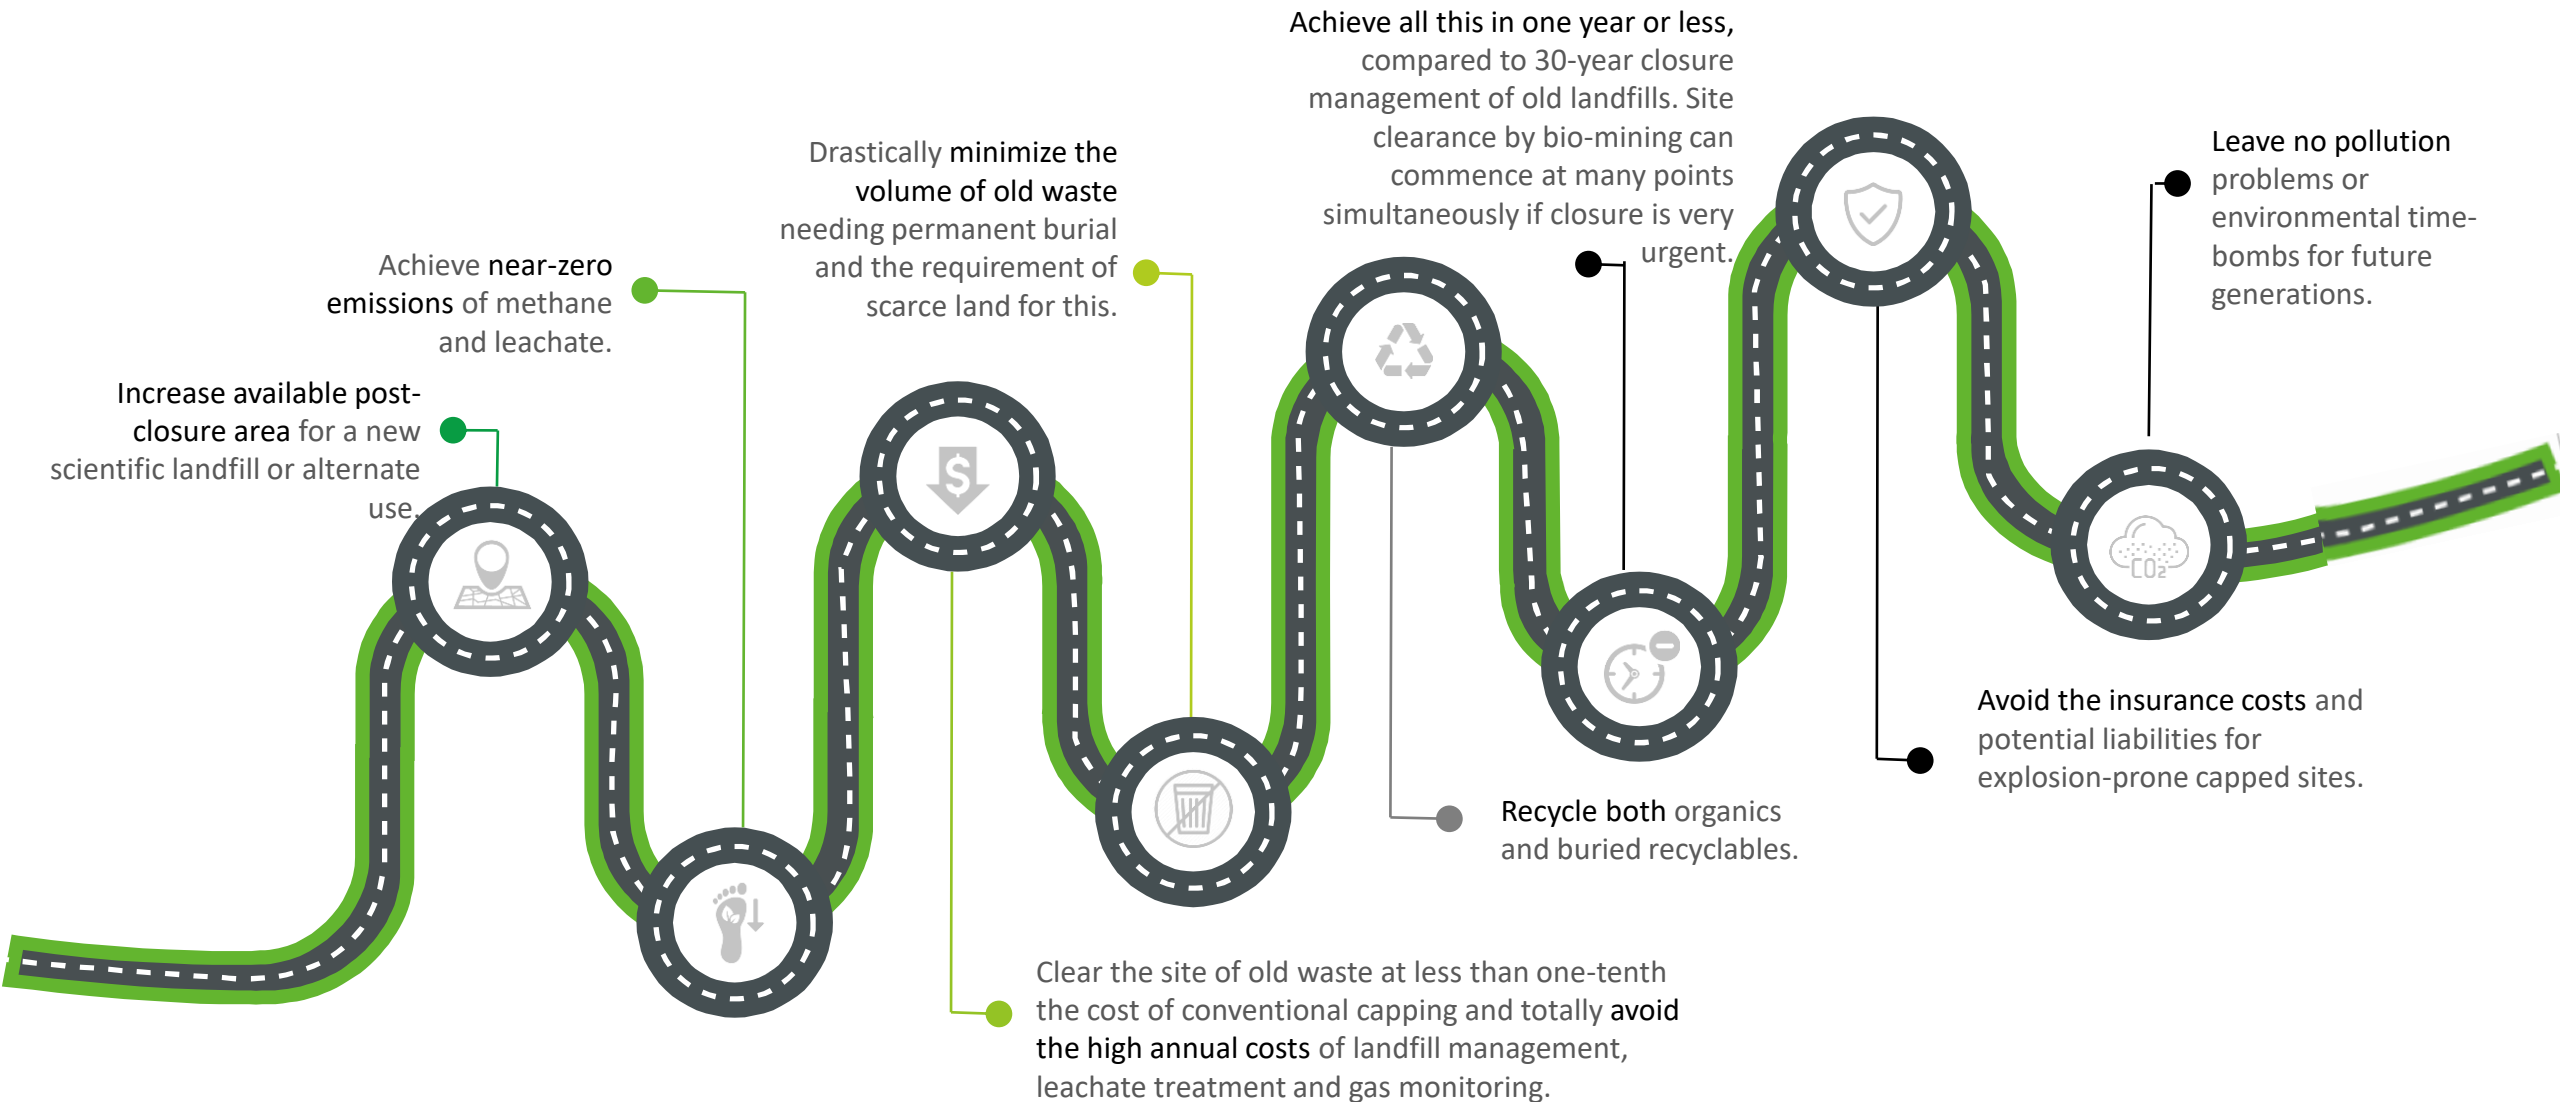 Increase available post-
closure area for a new
scientific landfill or alternate
use.
Achieve near-zero
emissions of methane
and leachate.
Clear the site of old waste at less than one-tenth
the cost of conventional capping and totally avoid
the high annual costs of landfill management,
leachate treatment and gas monitoring.
Drastically minimize the
volume of old waste
needing permanent burial
and the requirement of
scarce land for this.
Recycle both organics
and buried recyclables.
Achieve all this in one year or less,
compared to 30-year closure
management of old landfills. Site
clearance by bio-mining can
commence at many points
simultaneously if closure is very
urgent.
Avoid the insurance costs and
potential liabilities for
explosion-prone capped sites.
Leave no pollution
problems or
environmental time-
bombs for future
generations.
$
CO2